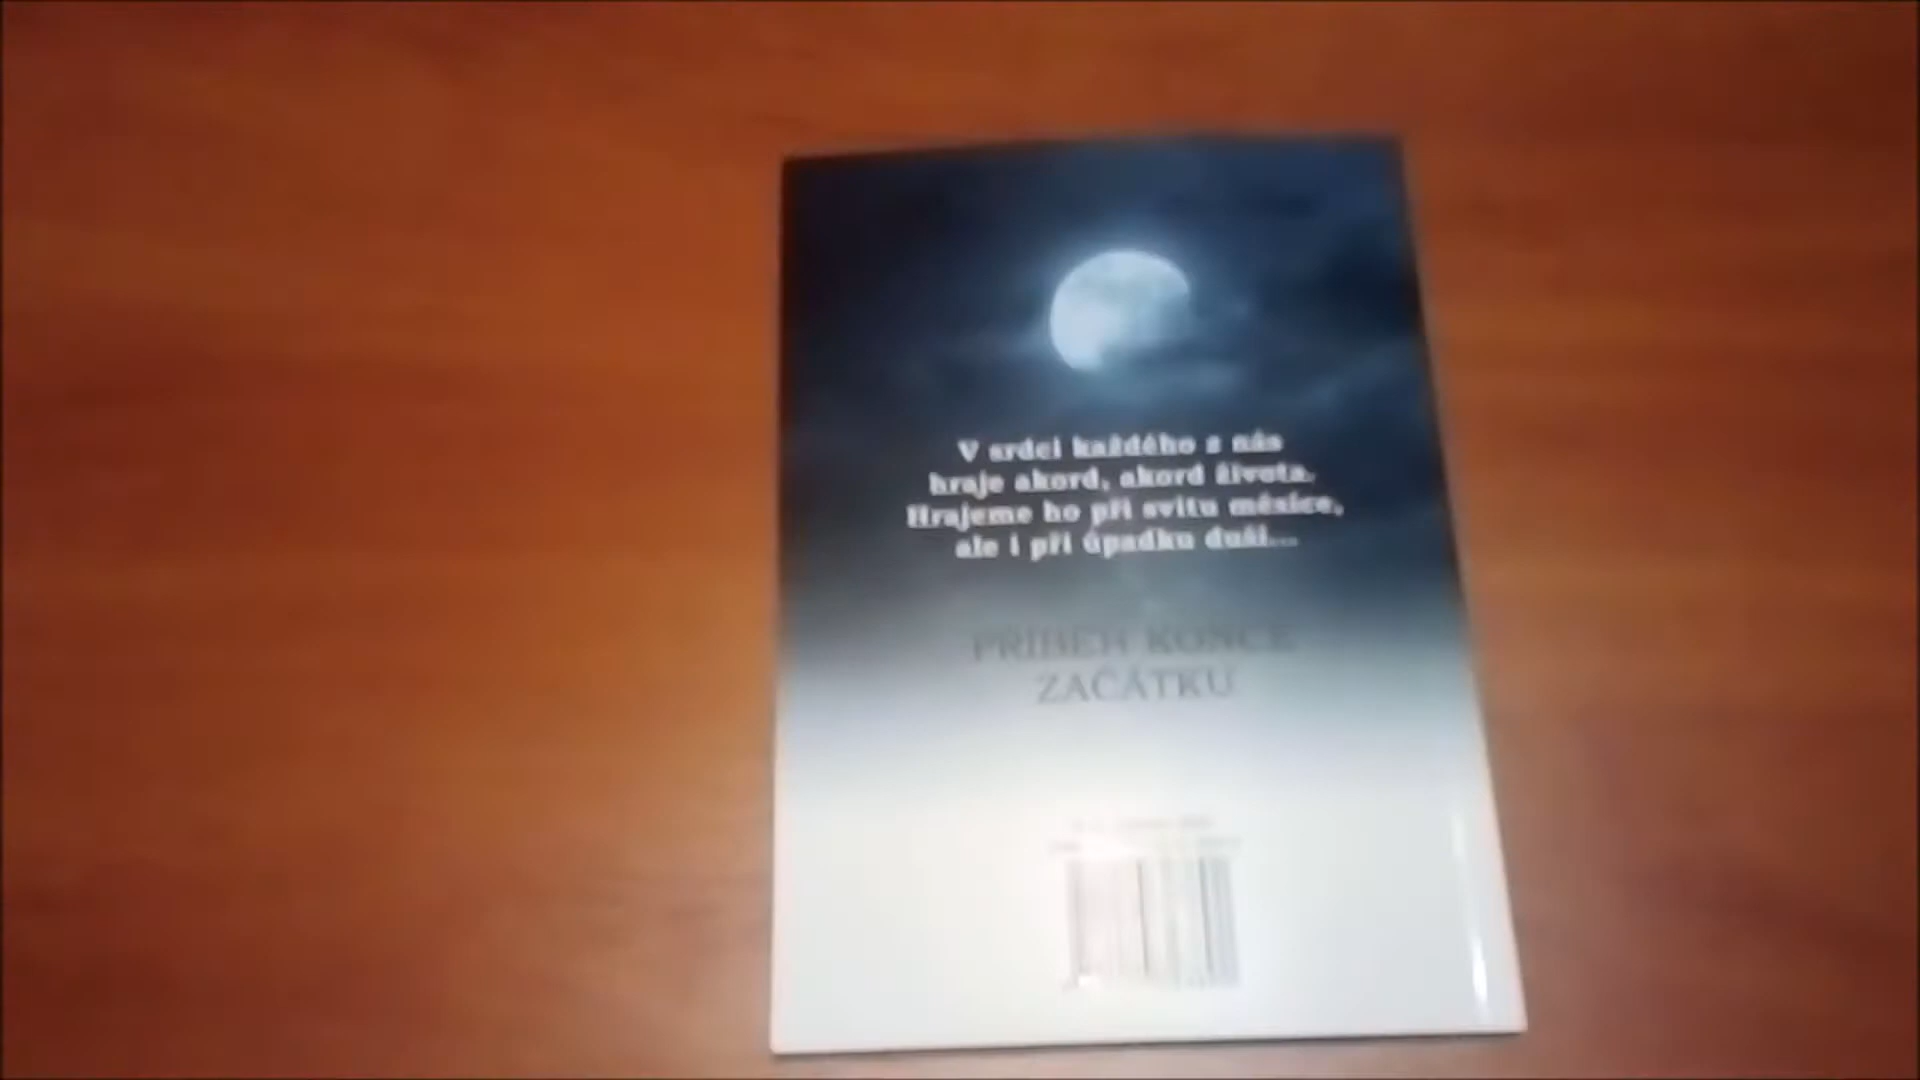 V srdci každého z nás
hraje akord, akord života.
Hrajeme ho při svitu měsíce,
ale i při úpadku duší...
PŘÍBĚH KONCE
ZAČÁTKU